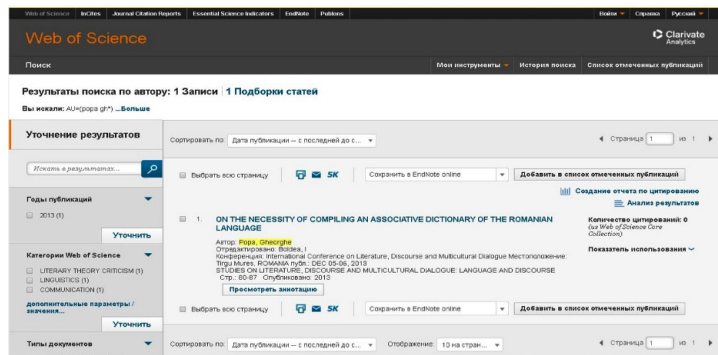 Web of Science InCites Journal Citation Reports Essential Science Indicators EndNote Publons Войти Справка Русский
Web of Science
Clarivate
Analytics
Поиск Мои инструменты История поиска Список отмеченных публикаций
Результаты поиска по автору: 1 Записи 1 Подборки статей
Вы искали: AU=(popa gh*) ...Больше
Уточнение результатов
Искать в результатах...
Годы публикаций
2013 (1)
Уточнить
Категории Web of Science
LITERARY THEORY CRITICISM (1)
LINGUISTICS (1)
COMMUNICATION (1)
дополнительные параметры /
значения...
Уточнить
Типы документов
Сортировать по: Дата публикации -- с последней до с...
Страница 1 из 1
Выбрать всю страницу 5K Сохранить в EndNote online Добавить в список отмеченных публикаций
Создание отчета по цитированию
Анализ результатов
1. ON THE NECESSITY OF COMPILING AN ASSOCIATIVE DICTIONARY OF THE ROMANIAN
LANGUAGE
Автор: Popa, Gheorghe
Отредактировано: Boldea, I
Конференция: International Conference on Literature, Discourse and Multicultural Dialogue Местоположение:
Tirgu Mures, ROMANIA публ.: DEC 05-06, 2013
STUDIES ON LITERATURE, DISCOURSE AND MULTICULTURAL DIALOGUE: LANGUAGE AND DISCOURSE
Стр.: 80-87 Опубликовано: 2013
Просмотреть аннотацию
Количество цитирований: 0
(из Web of Science Core
Collection)
Показатель использования
Выбрать всю страницу 5K Сохранить в EndNote online Добавить в список отмеченных публикаций
Сортировать по: Дата публикации -- с последней до с... Отображение: 10 на стран... Страница 1 из 1